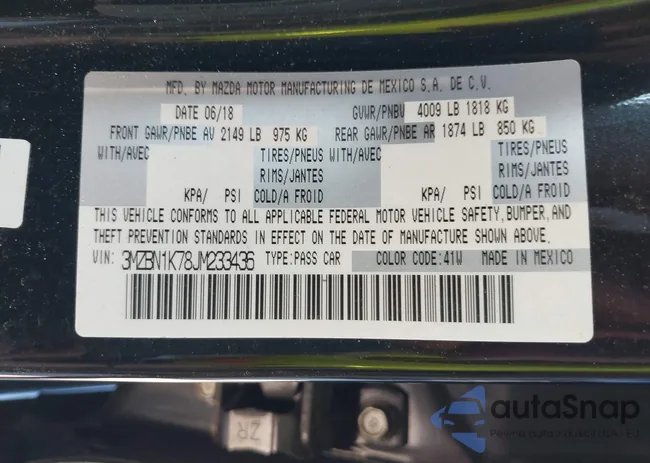 MFD. BY MAZDA MOTOR MANUFACTURING DE MEXICO S.A. DE C.V.
DATE 06/18 GVWR/PNBV 4009 LB 1818 KG
FRONT GAWR/PNBE AV 2149 LB 975 KG REAR GAWR/PNBE AR 1874 LB 850 KG
WITH/AVEC TIRES/PNEUS WITH/AVEC TIRES/PNEUS
RIMS/JANTES RIMS/JANTES
KPA/ PSI COLD/A FROID KPA/ PSI COLD/A FROID
THIS VEHICLE CONFORMS TO ALL APPLICABLE FEDERAL MOTOR VEHICLE SAFETY, BUMPER, AND
THEFT PREVENTION STANDARDS IN EFFECT ON THE DATE OF MANUFACTURE SHOWN ABOVE.
VIN: 3MZBN1K78JM233436 TYPE:PASS CAR COLOR CODE:41W MADE IN MEXICO
ZR
autoSnap